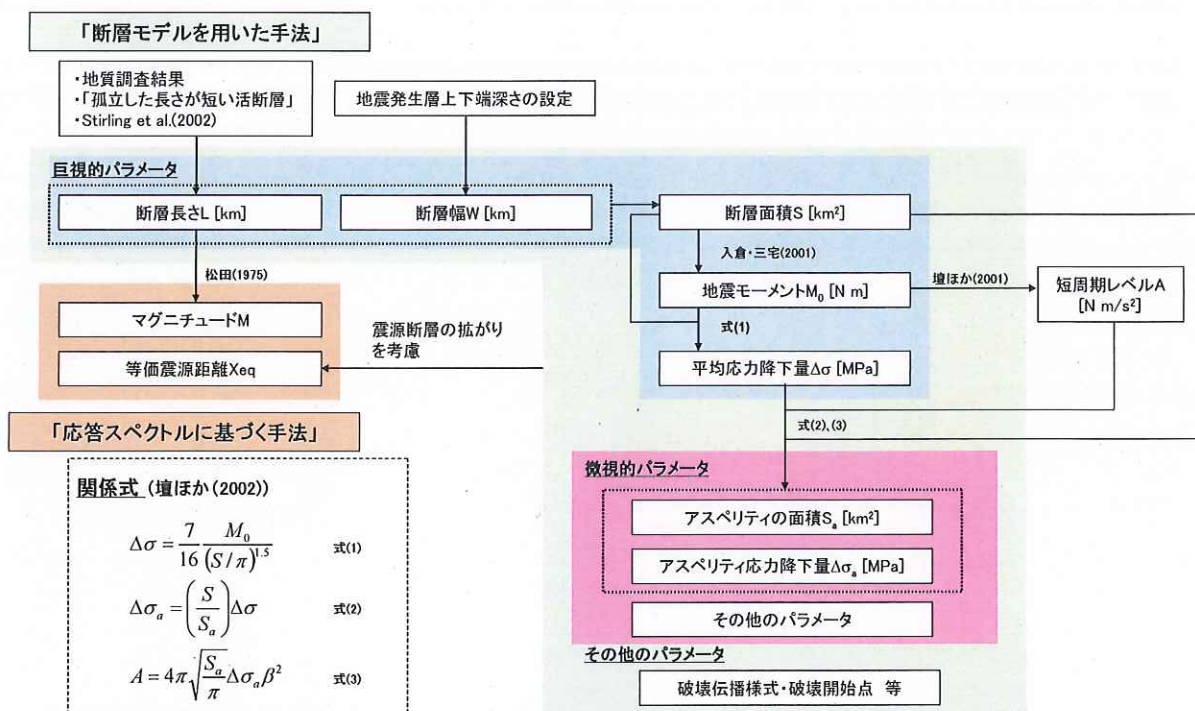 「断層モデルを用いた手法」
・地質調査結果
・「孤立した長さが短い活断層」
・Stirling et al.(2002)
地震発生層上下端深さの設定
巨視的パラメータ
断層長さL [km]
断層幅W [km]
断層面積S [km²]
入倉・三宅(2001)
松田(1975)
地震モーメントM₀ [N m]
壇ほか(2001)
短周期レベルA
[N m/s²]
マグニチュードM
震源断層の拡がり
を考慮
式(1)
等価震源距離Xeq
平均応力降下量Δσ [MPa]
「応答スペクトルに基づく手法」
式(2)、(3)
微視的パラメータ
アスペリティの面積Sₐ [km²]
アスペリティ応力降下量Δσₐ [MPa]
その他のパラメータ
その他のパラメータ
破壊伝播様式・破壊開始点 等
関係式 (壇ほか(2002))
Δσ = 7/16 M₀/(S/π)^1.5 式(1)
Δσₐ = (S/Sₐ)Δσ 式(2)
A = 4π√(Sₐ/π) Δσₐβ² 式(3)